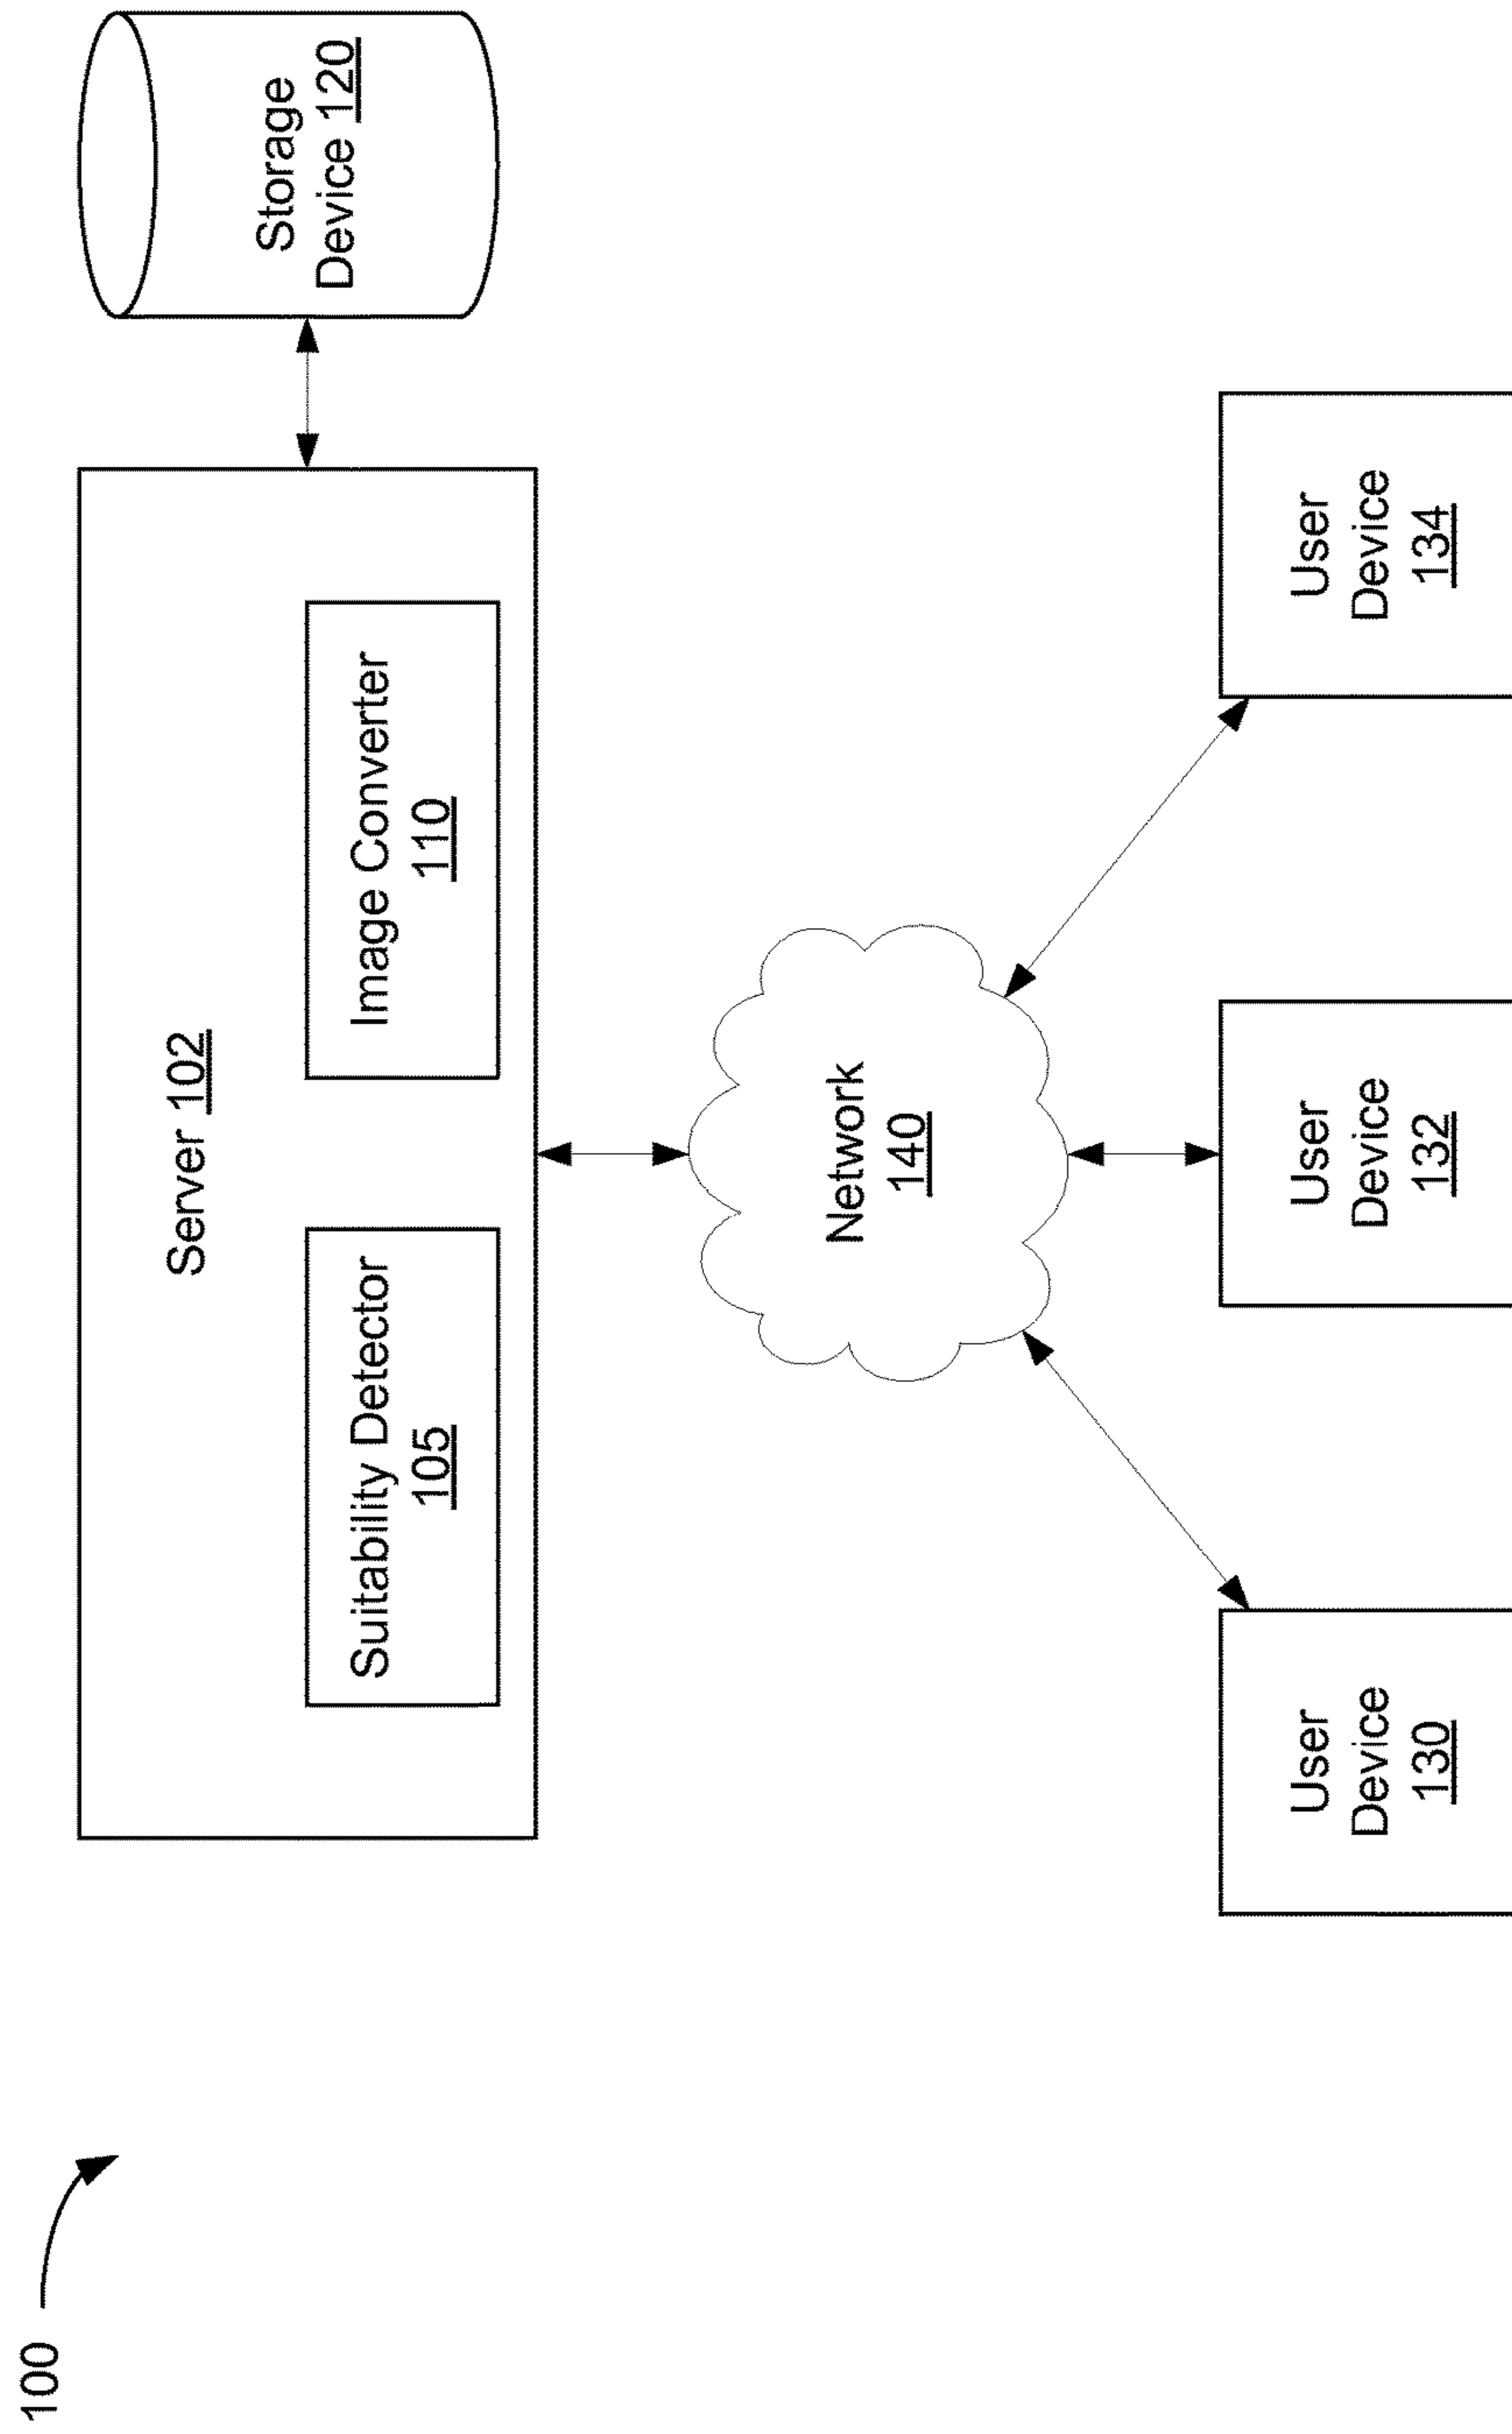 100
Server 102
Suitability Detector
105
Image Converter
110
Storage
Device 120
Network
140
User
Device
130
User
Device
132
User
Device
134